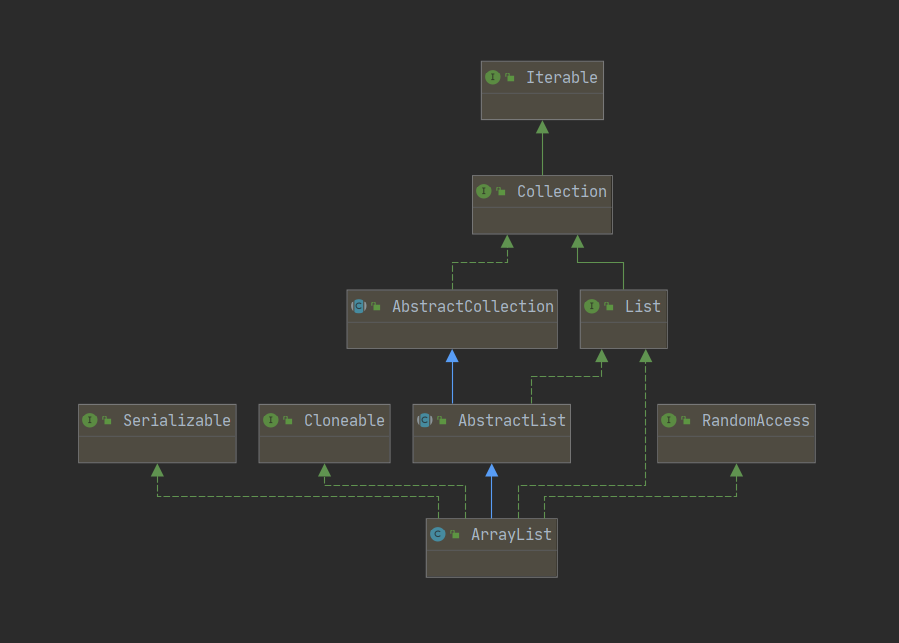 I Iterable
I Collection
C AbstractCollection
I List
I Serializable
I Cloneable
C AbstractList
I RandomAccess
C ArrayList